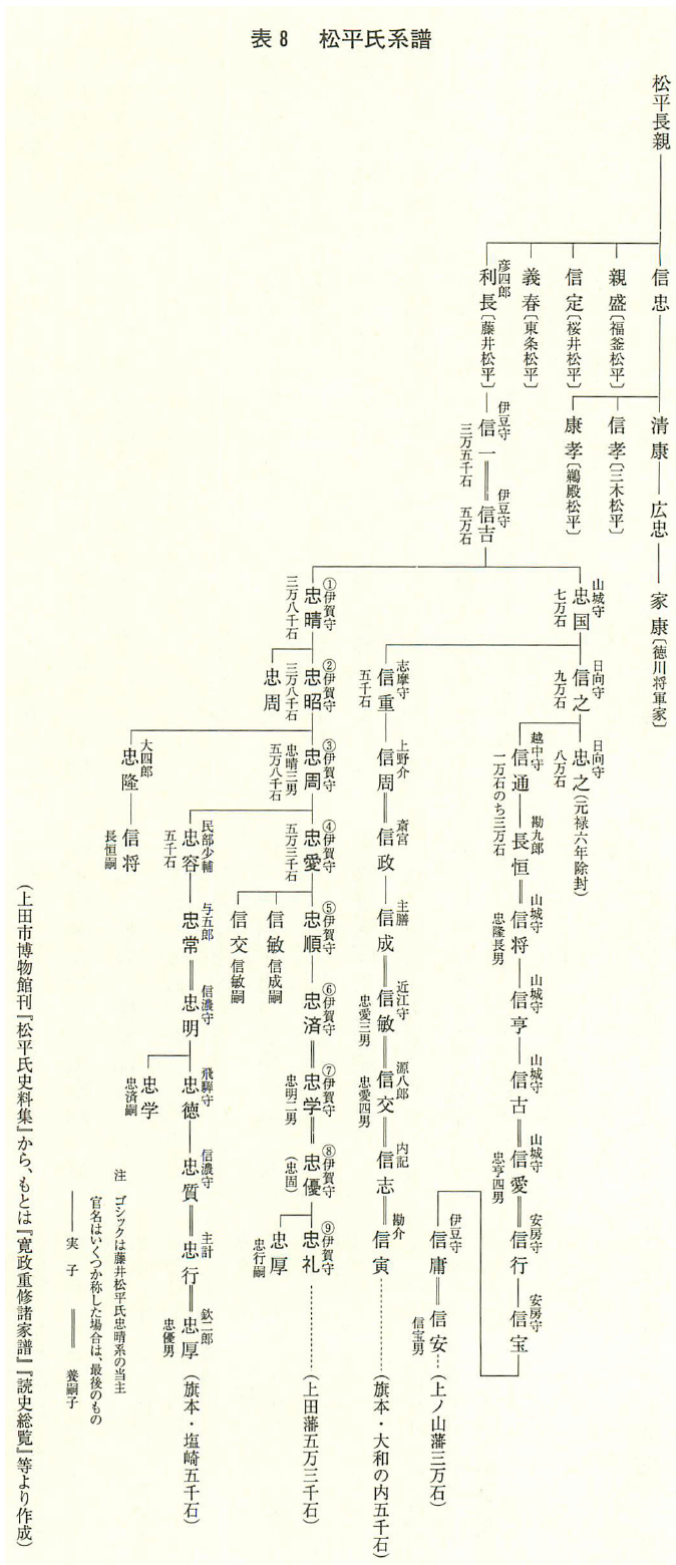 表8 松平氏系譜
松平長親
信忠
清康
広忠
家康〔徳川将軍家〕
親盛〔福釜松平〕
信孝〔三木松平〕
信定〔桜井松平〕
康孝〔鵜殿松平〕
義春〔東条松平〕
彦四郎
利長〔藤井松平〕
伊豆守
信一
三万五千石
伊豆守
信吉
五万石
山城守
忠国
七万石
日向守
信之
九万石
日向守
忠之(元禄六年除封)
八万石
越中守
信通
一万石のち三万石
勘九郎
長恒
山城守
信将
忠隆長男
山城守
信亨
山城守
信古
山城守
信愛
忠亨四男
安房守
信行
安房守
信宝
伊豆守
信庸
信安
信宝男
(上ノ山藩三万石)
志摩守
信重
五千石
上野介
信周
斎宮
信政
主膳
信成
近江守
信敏
忠愛三男
源八郎
信交
忠愛四男
内記
信志
勘介
信寅
(旗本・大和の内五千石)
①伊賀守
忠晴
三万八千石
②伊賀守
忠昭
三万八千石
忠周
③伊賀守
忠周
忠晴三男
五万八千石
④伊賀守
忠愛
五万三千石
⑤伊賀守
忠順
信敏 信成嗣
信交 信敏嗣
⑥伊賀守
忠済
⑦伊賀守
忠学
忠明二男
⑧伊賀守
忠優
(忠固)
⑨伊賀守
忠礼
忠厚
忠行嗣
(上田藩五万三千石)
大四郎
忠隆
信将
長恒嗣
民部少輔
忠容
五千石
与五郎
忠常
信濃守
忠明
飛騨守
忠徳
忠学
忠済嗣
信濃守
忠質
主計
忠行
欽二郎
忠厚
忠優男
(旗本・塩崎五千石)
注 ゴシックは藤井松平氏忠晴系の当主
官名はいくつか称した場合は、最後のもの
実子 養嗣子
(上田市博物館刊『松平氏史料集』から、もとは『寛政重修諸家譜』『読史総覧』等より作成)